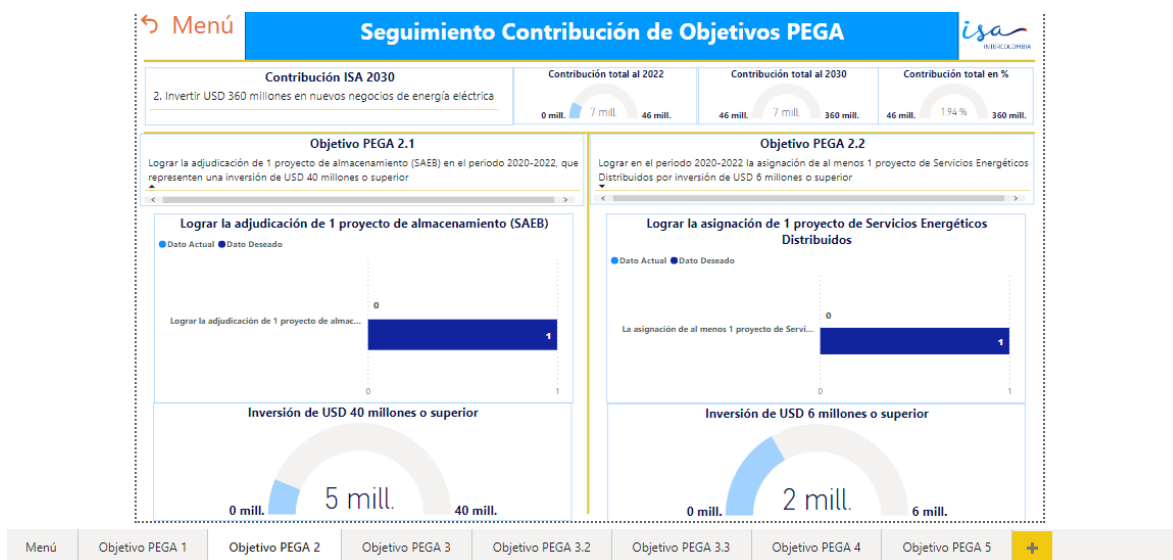 Menú
Seguimiento Contribución de Objetivos PEGA
isa
INTERCOLOMBIA
Contribución ISA 2030
2. Invertir USD 360 millones en nuevos negocios de energía eléctrica
Contribución total al 2022
0 mill. 7 mill. 46 mill.
Contribución total al 2030
46 mill. 7 mill. 360 mill.
Contribución total en %
46 mill. 1.94 % 360 mill.
Objetivo PEGA 2.1
Lograr la adjudicación de 1 proyecto de almacenamiento (SAEB) en el periodo 2020-2022, que
representen una inversión de USD 40 millones o superior
Objetivo PEGA 2.2
Lograr en el periodo 2020-2022 la asignación de al menos 1 proyecto de Servicios Energéticos
Distribuidos por inversión de USD 6 millones o superior
Lograr la adjudicación de 1 proyecto de almacenamiento (SAEB)
Dato Actual Dato Deseado
0
Lograr la adjudicación de 1 proyecto de almac...
1
0 1
Lograr la asignación de 1 proyecto de Servicios Energéticos
Distribuidos
Dato Actual Dato Deseado
0
La asignación de al menos 1 proyecto de Servi...
1
0 1
Inversión de USD 40 millones o superior
0 mill. 5 mill. 40 mill.
Inversión de USD 6 millones o superior
0 mill. 2 mill. 6 mill.
Menú Objetivo PEGA 1 Objetivo PEGA 2 Objetivo PEGA 3 Objetivo PEGA 3.2 Objetivo PEGA 3.3 Objetivo PEGA 4 Objetivo PEGA 5 +